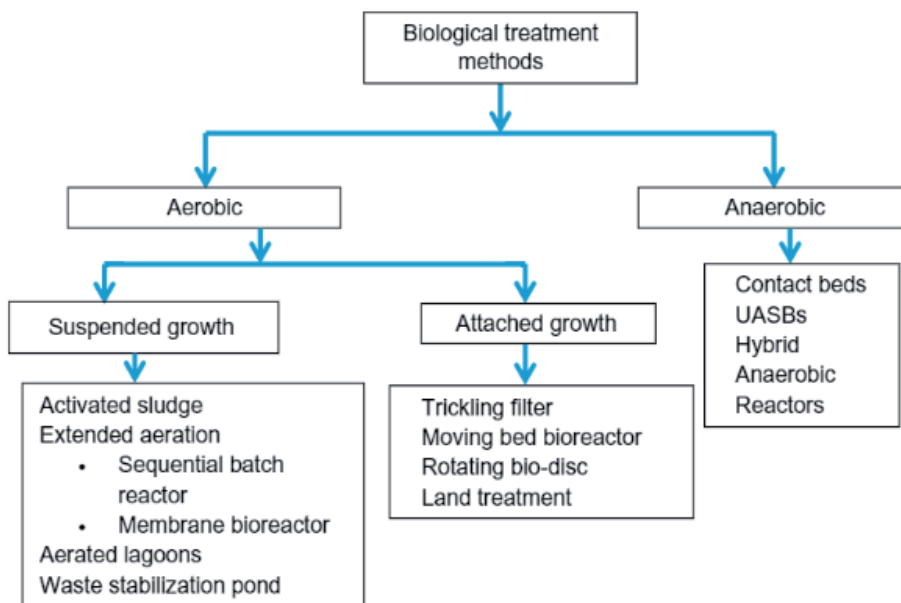 Biological treatment
methods
Aerobic
Anaerobic
Suspended growth
Attached growth
Contact beds
UASBs
Hybrid
Anaerobic
Reactors
Activated sludge
Extended aeration
• Sequential batch
reactor
• Membrane bioreactor
Aerated lagoons
Waste stabilization pond
Trickling filter
Moving bed bioreactor
Rotating bio-disc
Land treatment